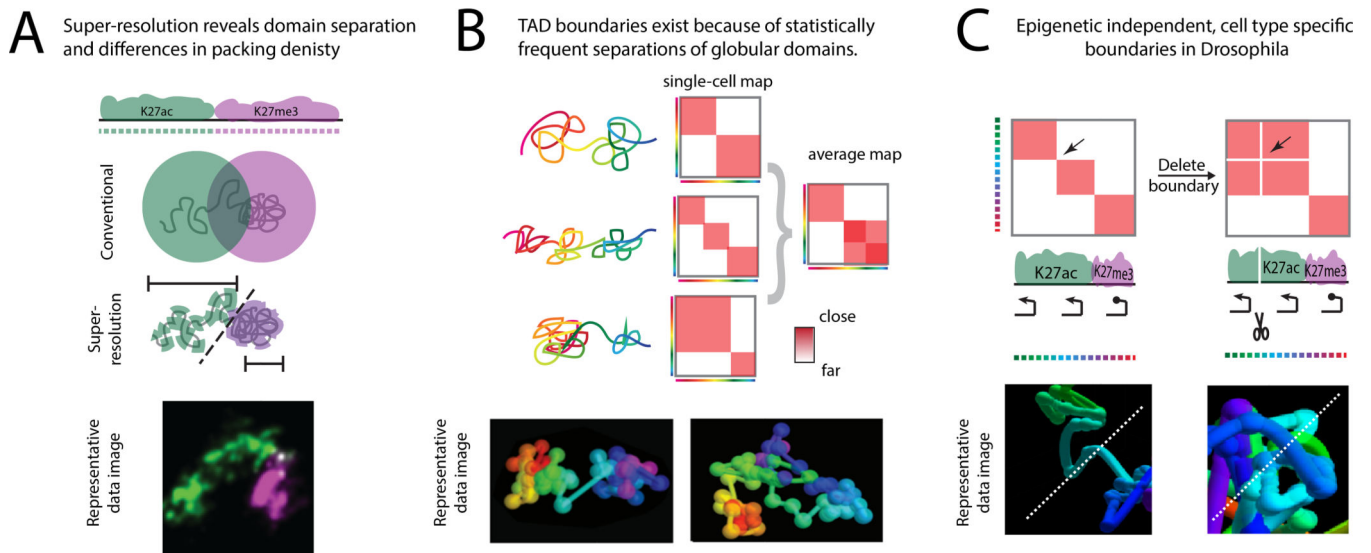 A
Super-resolution reveals domain separation
and differences in packing denisty
K27ac
K27me3
Conventional
Super-
resolution
Representative
data image
B
TAD boundaries exist because of statistically
frequent separations of globular domains.
single-cell map
average map
close
far
Representative
data image
C
Epigenetic independent, cell type specific
boundaries in Drosophila
Delete
boundary
K27ac
K27me3
K27ac
K27me3
Representative
data image